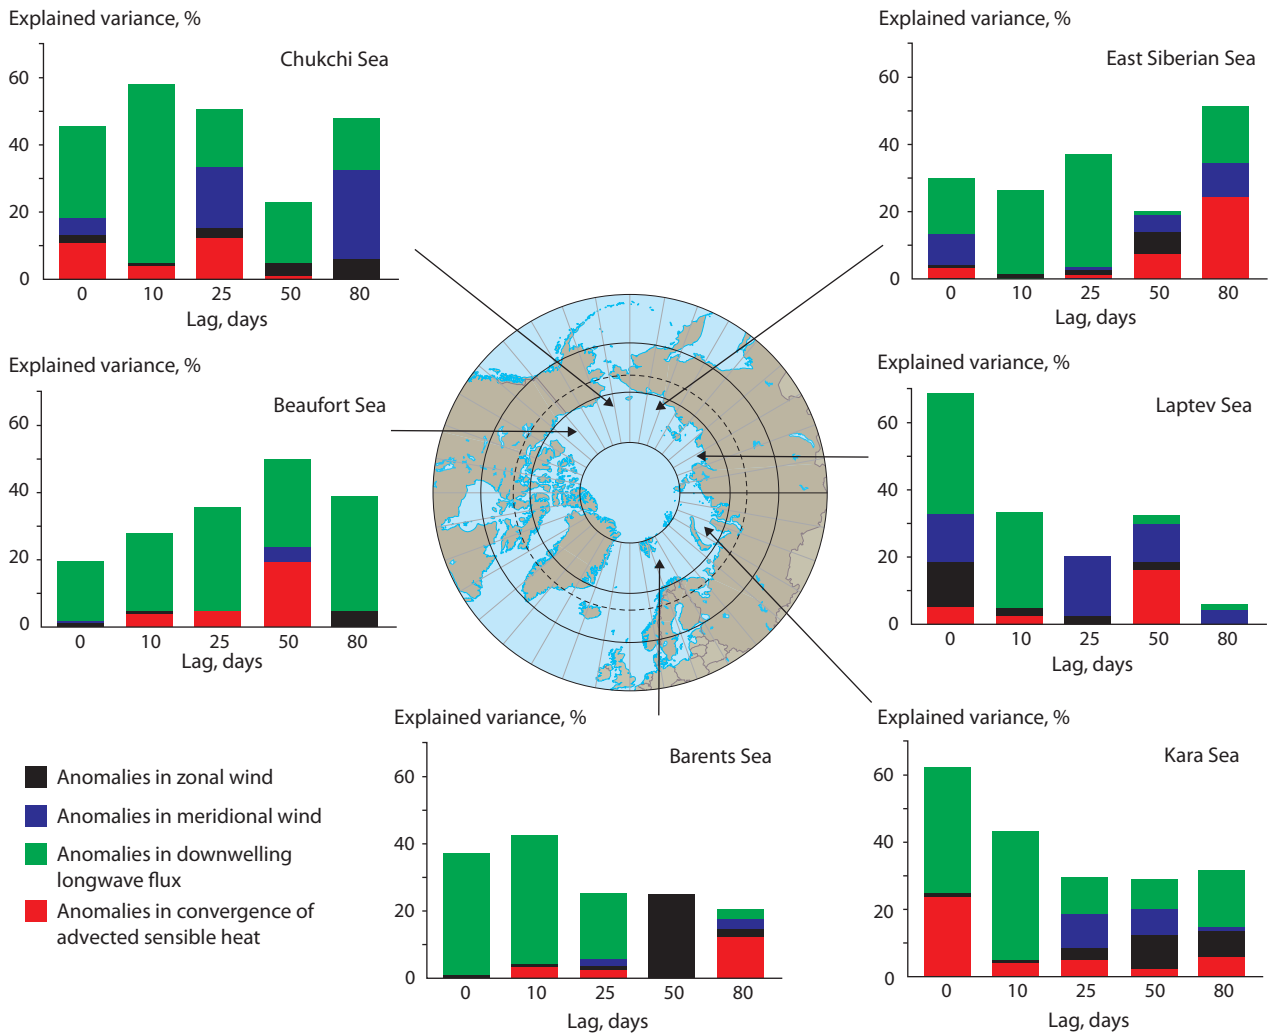 Explained variance, %
Chukchi Sea
60
40
20
0
0 10 25 50 80
Lag, days
Explained variance, %
East Siberian Sea
60
40
20
0
0 10 25 50 80
Lag, days
Explained variance, %
Beaufort Sea
60
40
20
0
0 10 25 50 80
Lag, days
Explained variance, %
Laptev Sea
60
40
20
0
0 10 25 50 80
Lag, days
Explained variance, %
Barents Sea
60
40
20
0
0 10 25 50 80
Lag, days
Explained variance, %
Kara Sea
60
40
20
0
0 10 25 50 80
Lag, days
Anomalies in zonal wind
Anomalies in meridional wind
Anomalies in downwelling
longwave flux
Anomalies in convergence of
advected sensible heat